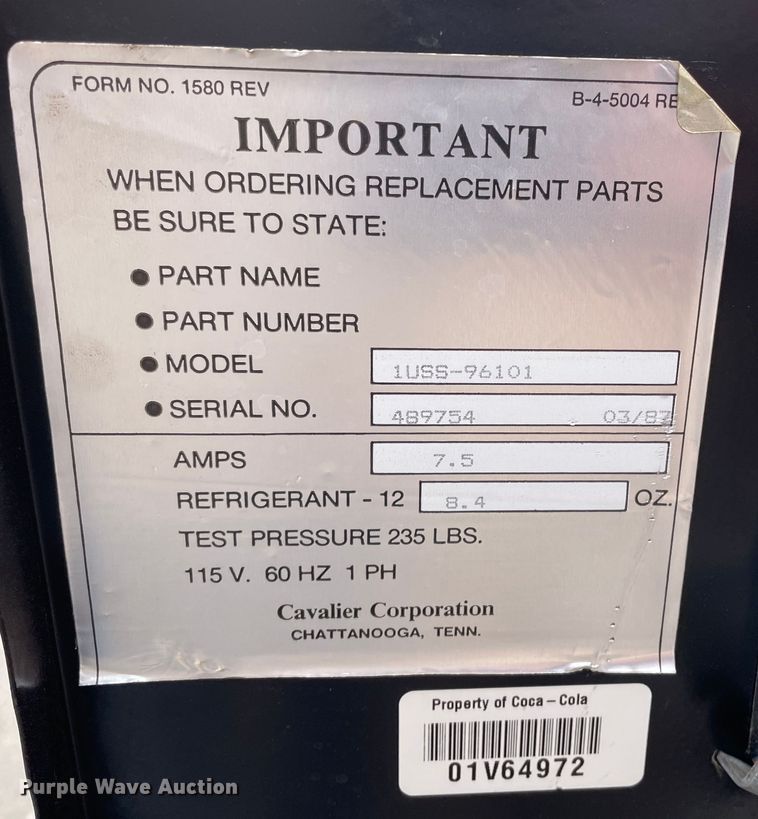 FORM NO. 1580 REV
B-4-5004 RE
IMPORTANT
WHEN ORDERING REPLACEMENT PARTS
BE SURE TO STATE:
● PART NAME
● PART NUMBER
● MODEL 1USS-96101
● SERIAL NO. 489754
AMPS 7.5
REFRIGERANT - 12 8.4 OZ.
TEST PRESSURE 235 LBS.
115 V. 60 HZ 1 PH
Cavalier Corporation
CHATTANOOGA, TENN.
Property of Coca-Cola
01V64972
Purple Wave Auction